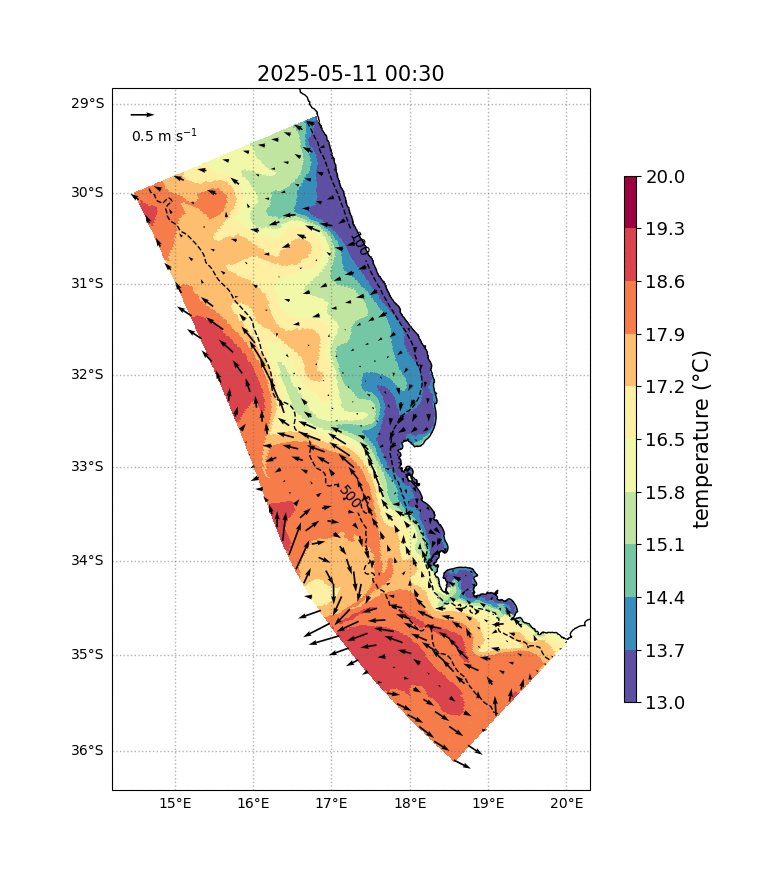 2025-05-11 00:30
29°S
30°S
31°S
32°S
33°S
34°S
35°S
36°S
0.5 m s⁻¹
100
500
15°E
16°E
17°E
18°E
19°E
20°E
20.0
19.3
18.6
17.9
17.2
16.5
15.8
15.1
14.4
13.7
13.0
temperature (°C)